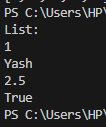 PS C:\Users\HP\
List:
1
Yash
2.5
True
PS C:\Users\HP\